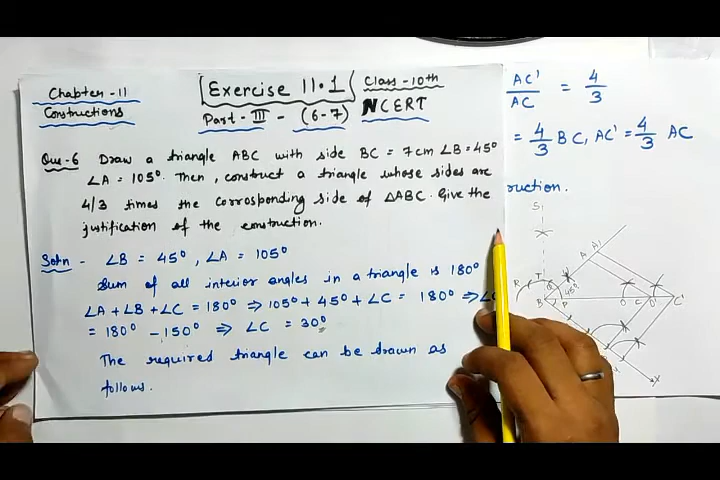 Chapter-11
Constructions
Exercise 11.1
Part-III - (6-7)
Class-10th
NCERT
Que-6 Draw a triangle ABC with side BC = 7cm ∠B = 45°
∠A = 105°. Then, construct a triangle whose sides are
4/3 times the corrosponding side of △ABC. Give the
justification of the construction.
Soln - ∠B = 45°, ∠A = 105°
Sum of all interior angles in a triangle is 180°
∠A + ∠B + ∠C = 180° ⇒ 105° + 45° + ∠C = 180° ⇒ ∠C
= 180° - 150° ⇒ ∠C = 30°
The required triangle can be drawn as
follows.
AC'/AC = 4/3
= 4/3 BC, AC' = 4/3 AC
ruction.
S
A A'
R T Q
45°
B P C C'
X